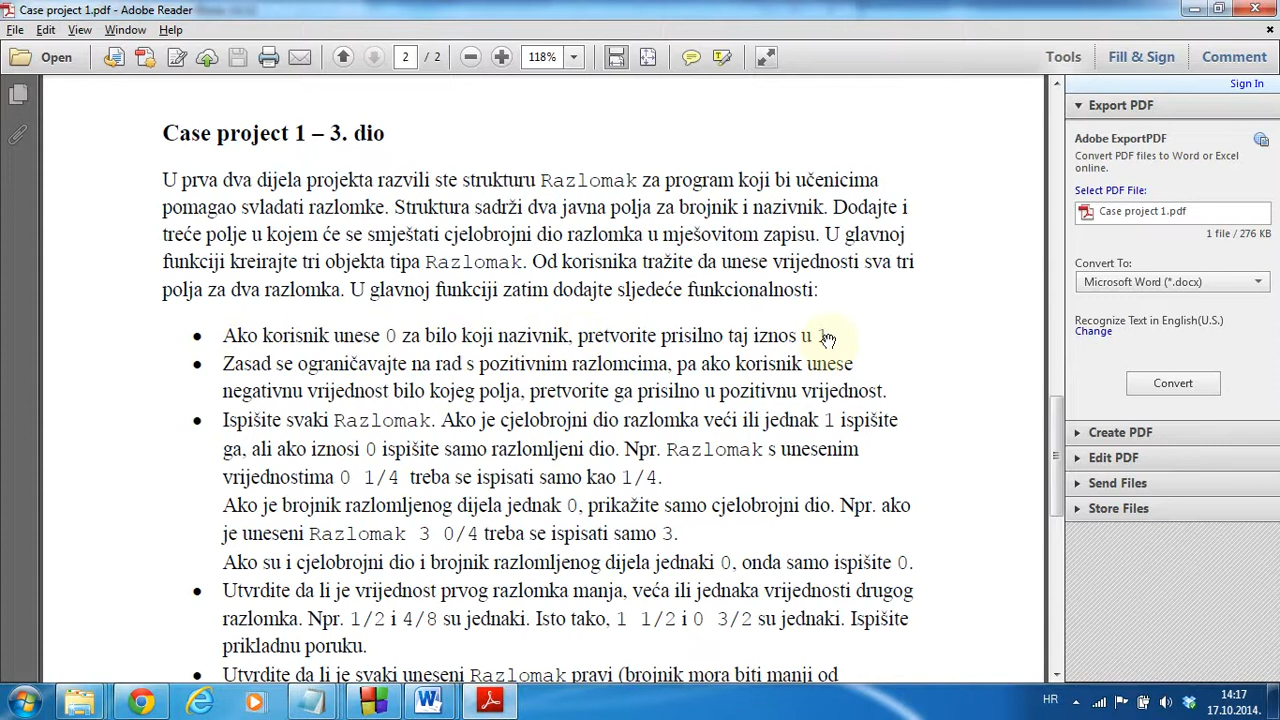 Case project 1.pdf - Adobe Reader
File Edit View Window Help
Open 2 / 2 118% Tools Fill & Sign Comment
Sign In
Export PDF
Adobe ExportPDF
Convert PDF files to Word or Excel
online.
Select PDF File:
Case project 1.pdf
1 file / 276 KB
Convert To:
Microsoft Word (*.docx)
Recognize Text in English(U.S.)
Change
Convert
Create PDF
Edit PDF
Send Files
Store Files
Case project 1 – 3. dio
U prva dva dijela projekta razvili ste strukturu Razlomak za program koji bi učenicima
pomagao svladati razlomke. Struktura sadrži dva javna polja za brojnik i nazivnik. Dodajte i
treće polje u kojem će se smještati cjelobrojni dio razlomka u mješovitom zapisu. U glavnoj
funkciji kreirajte tri objekta tipa Razlomak. Od korisnika tražite da unese vrijednosti sva tri
polja za dva razlomka. U glavnoj funkciji zatim dodajte sljedeće funkcionalnosti:
• Ako korisnik unese 0 za bilo koji nazivnik, pretvorite prisilno taj iznos u 1.
• Zasad se ograničavajte na rad s pozitivnim razlomcima, pa ako korisnik unese
negativnu vrijednost bilo kojeg polja, pretvorite ga prisilno u pozitivnu vrijednost.
• Ispišite svaki Razlomak. Ako je cjelobrojni dio razlomka veći ili jednak 1 ispišite
ga, ali ako iznosi 0 ispišite samo razlomljeni dio. Npr. Razlomak s unesenim
vrijednostima 0 1/4 treba se ispisati samo kao 1/4.
Ako je brojnik razlomljenog dijela jednak 0, prikažite samo cjelobrojni dio. Npr. ako
je uneseni Razlomak 3 0/4 treba se ispisati samo 3.
Ako su i cjelobrojni dio i brojnik razlomljenog dijela jednaki 0, onda samo ispišite 0.
• Utvrdite da li je vrijednost prvog razlomka manja, veća ili jednaka vrijednosti drugog
razlomka. Npr. 1/2 i 4/8 su jednaki. Isto tako, 1 1/2 i 0 3/2 su jednaki. Ispišite
prikladnu poruku.
• Utvrdite da li je svaki uneseni Razlomak pravi (brojnik mora biti manji od
HR 14:17
17.10.2014.